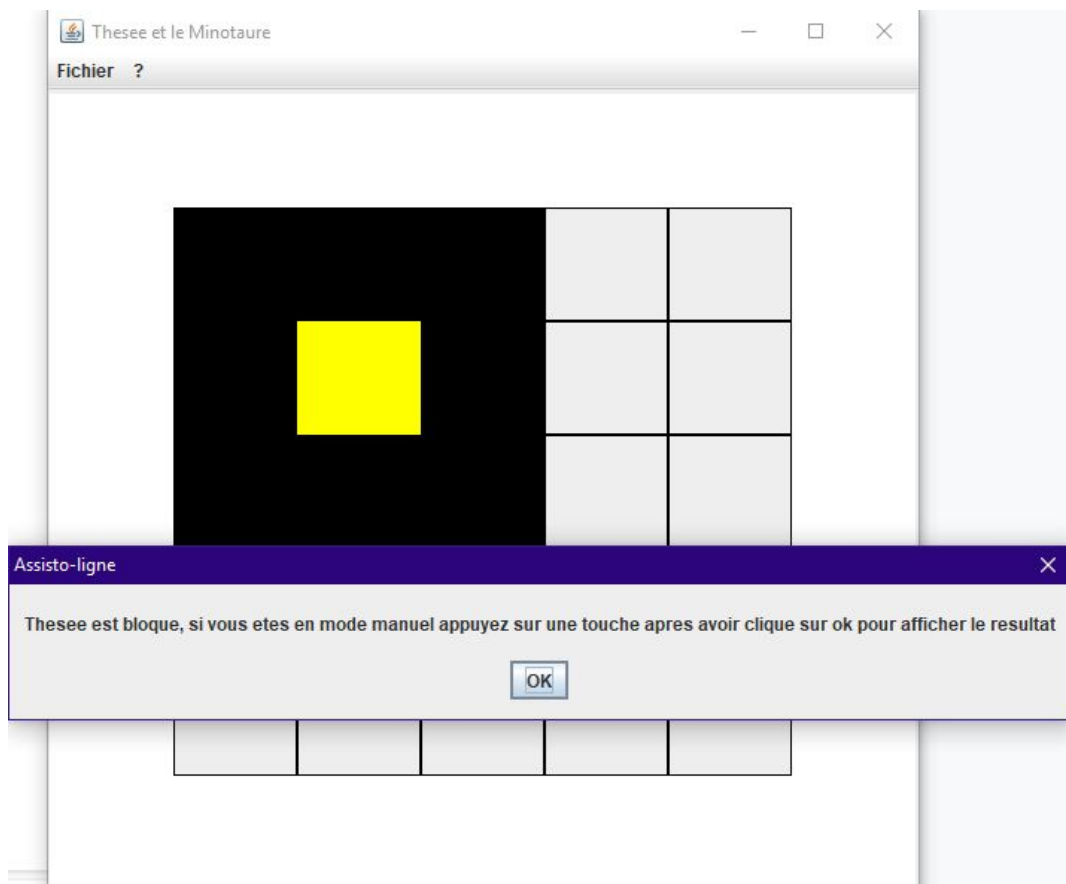 Thesee et le Minotaure
Fichier ?
Assisto-ligne
Thesee est bloque, si vous etes en mode manuel appuyez sur une touche apres avoir clique sur ok pour afficher le resultat
OK